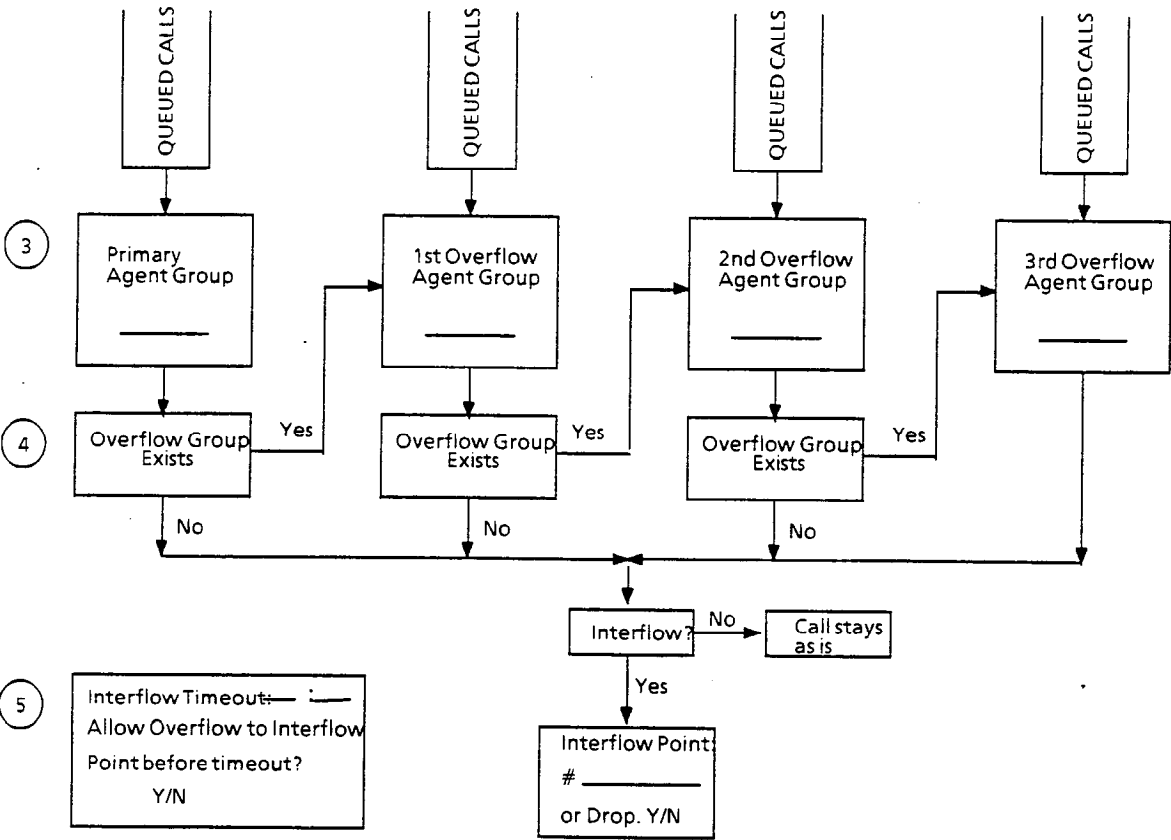 QUEUED CALLS
QUEUED CALLS
QUEUED CALLS
QUEUED CALLS
3
Primary
Agent Group
1st Overflow
Agent Group
2nd Overflow
Agent Group
3rd Overflow
Agent Group
4
Overflow Group
Exists
Yes
Overflow Group
Exists
Yes
Overflow Group
Exists
Yes
No
No
No
Interflow?
No
Call stays
as is
Yes
5
Interflow Timeout: __ : __
Allow Overflow to Interflow
Point before timeout?
Y/N
Interflow Point:
# ________
or Drop. Y/N